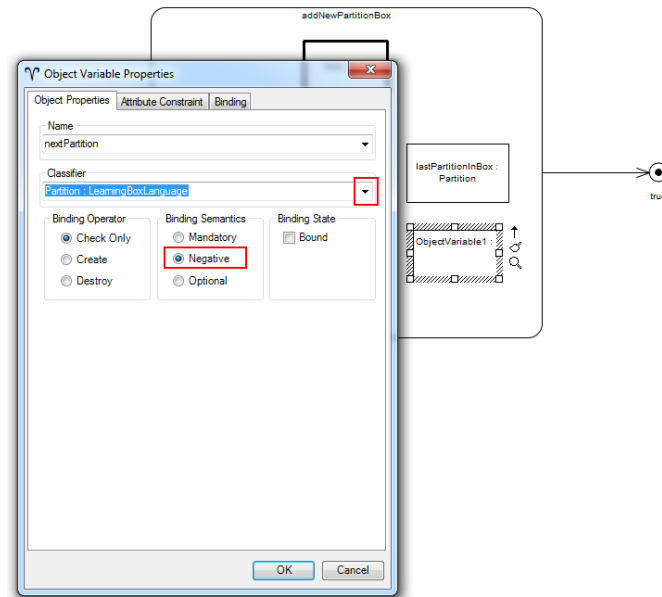 addNewPartitionBox
Object Variable Properties
Object Properties
Attribute Constraint
Binding
Name
nextPartition
Classifier
Partition : LearningBoxLanguage
Binding Operator
Check Only
Create
Destroy
Binding Semantics
Mandatory
Negative
Optional
Binding State
Bound
OK
Cancel
lastPartitionInBox :
Partition
ObjectVariable1 :
true